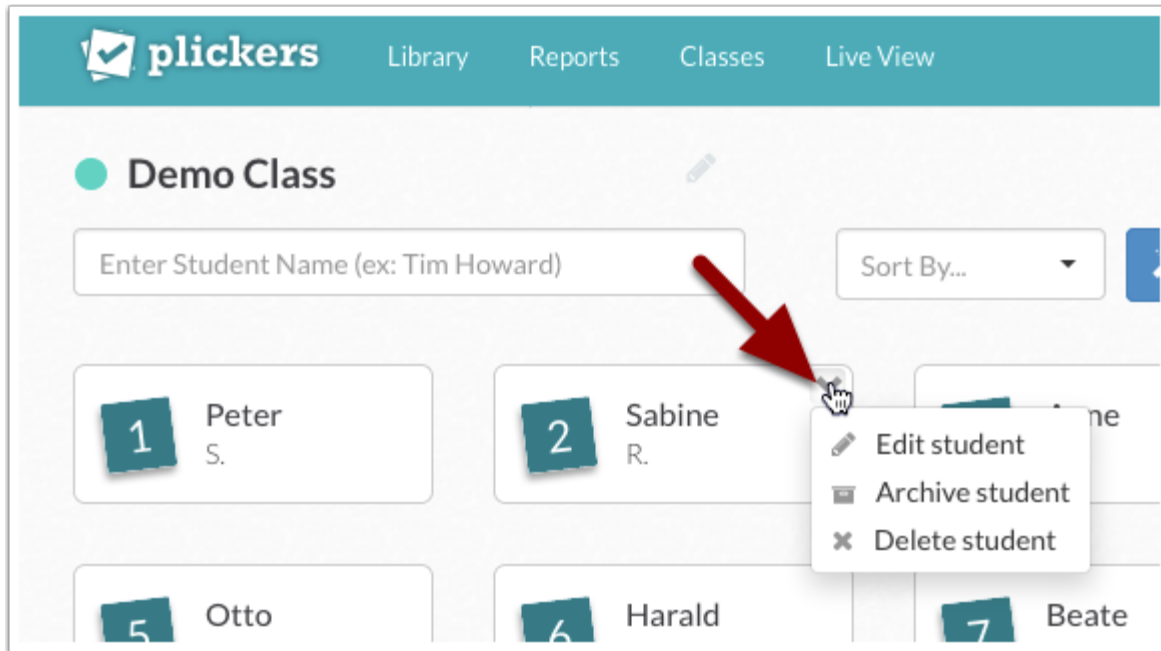 plickers Library Reports Classes Live View
Demo Class
Enter Student Name (ex: Tim Howard)
Sort By...
1 Peter
S.
2 Sabine
R.
ne
Edit student
Archive student
Delete student
5 Otto
6 Harald
7 Beate